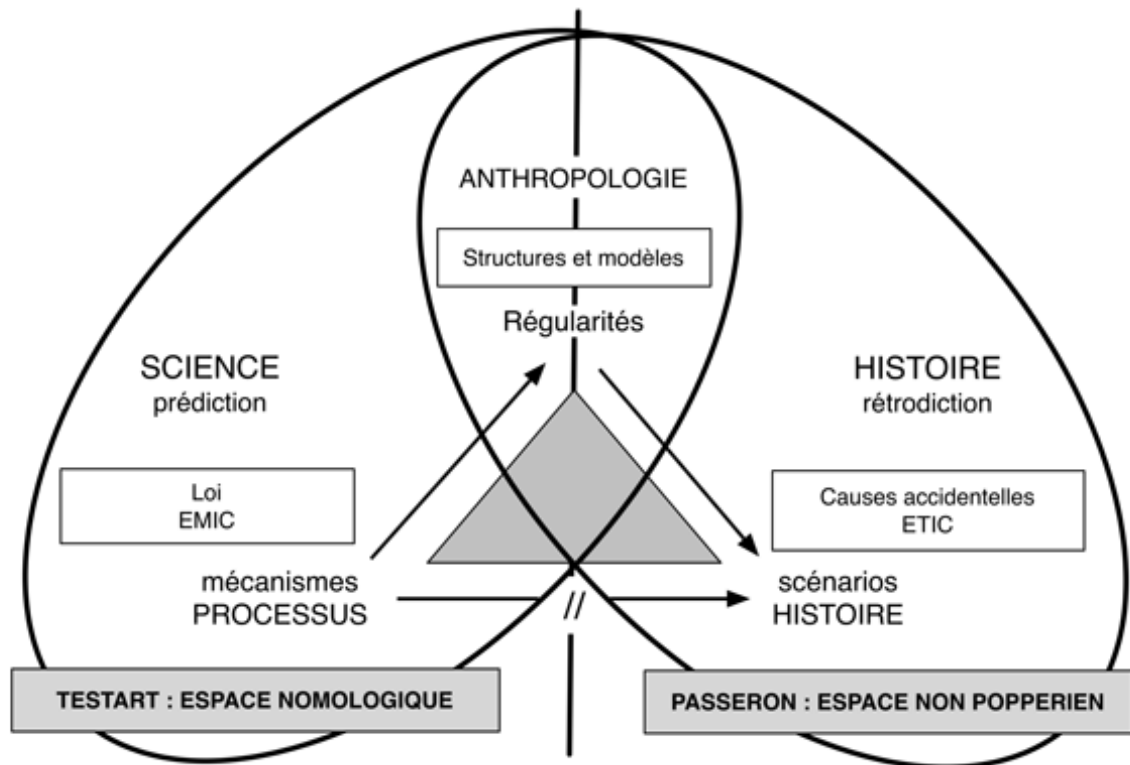 ANTHROPOLOGIE
Structures et modèles
Régularités
SCIENCE
prédiction
HISTOIRE
rétrodiction
Loi
EMIC
Causes accidentelles
ETIC
mécanismes
PROCESSUS
//
scénarios
HISTOIRE
TESTART : ESPACE NOMOLOGIQUE
PASSERON : ESPACE NON POPPERIEN